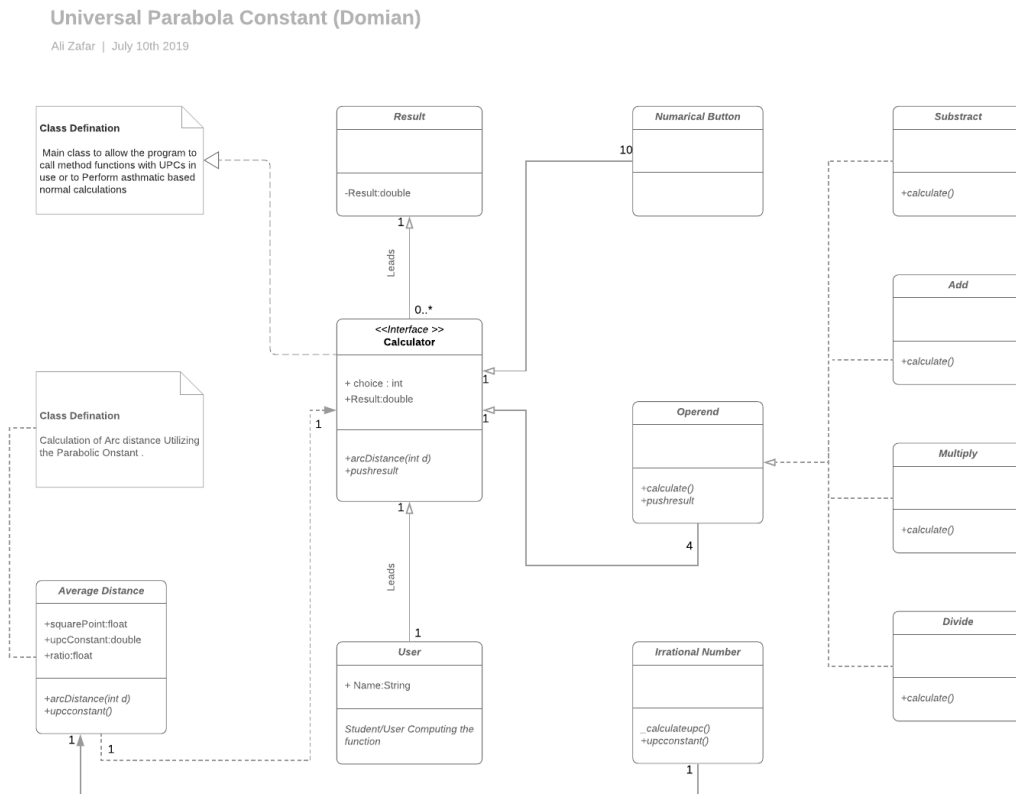 Universal Parabola Constant (Domian)
Ali Zafar | July 10th 2019
Class Defination
Main class to allow the program to
call method functions with UPCs in
use or to Perform asthmatic based
normal calculations
Result
-Result:double
1
Leads
0..*
Numarical Button
10
Substract
+calculate()
Add
+calculate()
<<Interface >>
Calculator
+ choice : int
+Result:double
+arcDistance(int d)
+pushresult
1
1
1
Class Defination
Calculation of Arc distance Utilizing
the Parabolic Onstant .
Operend
+calculate()
+pushresult
4
Multiply
+calculate()
1
Leads
1
Average Distance
+squarePoint:float
+upcConstant:double
+ratio:float
+arcDistance(int d)
+upcconstant()
1
1
User
+ Name:String
Student/User Computing the
function
Irrational Number
_calculateupc()
+upcconstant()
1
Divide
+calculate()